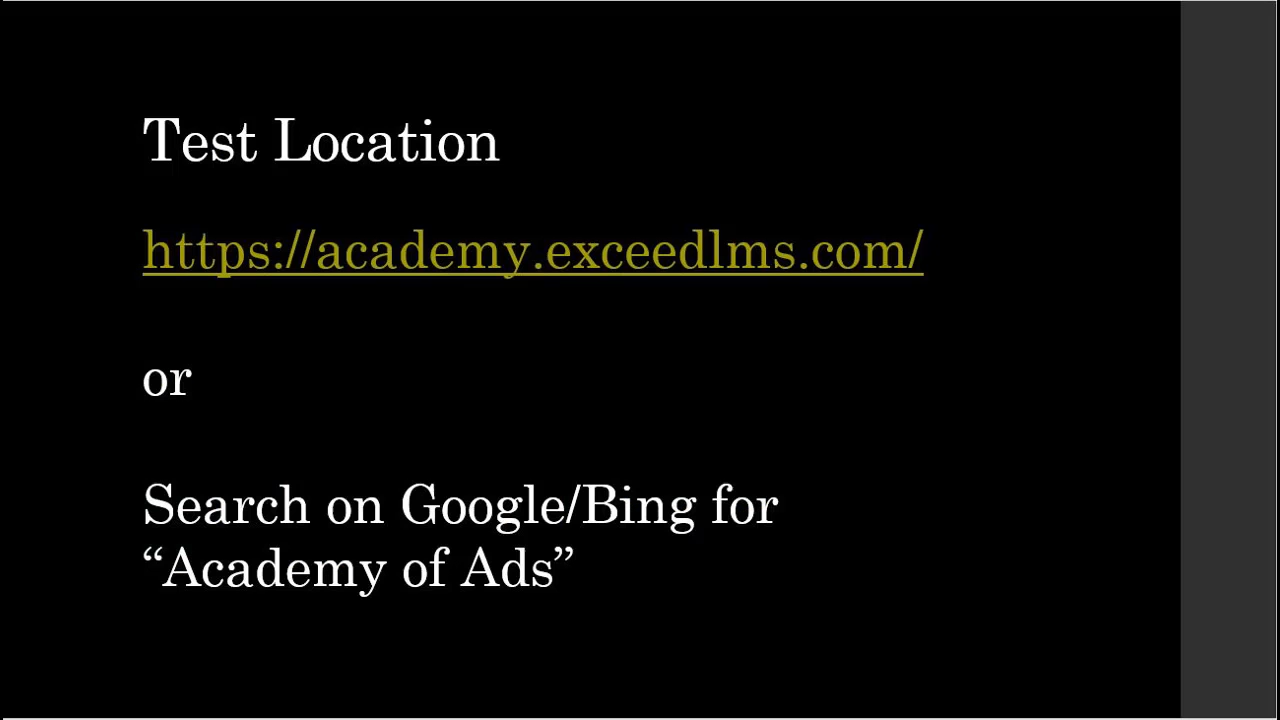 Test Location
https://academy.exceedlms.com/
or
Search on Google/Bing for
“Academy of Ads”